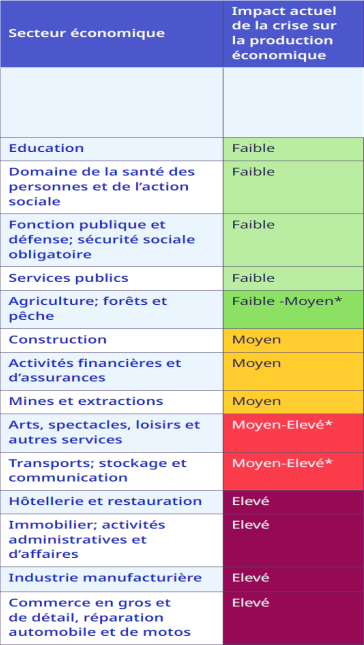 Secteur économique
Impact actuel
de la crise sur
la production
économique
Education
Faible
Domaine de la santé des
personnes et de l’action
sociale
Faible
Fonction publique et
défense; sécurité sociale
obligatoire
Faible
Services publics
Faible
Agriculture; forêts et
pêche
Faible -Moyen*
Construction
Moyen
Activités financières et
d’assurances
Moyen
Mines et extractions
Moyen
Arts, spectacles, loisirs et
autres services
Moyen-Elevé*
Transports; stockage et
communication
Moyen-Elevé*
Hôtellerie et restauration
Elevé
Immobilier; activités
administratives et
d’affaires
Elevé
Industrie manufacturière
Elevé
Commerce en gros et
de détail, réparation
automobile et de motos
Elevé